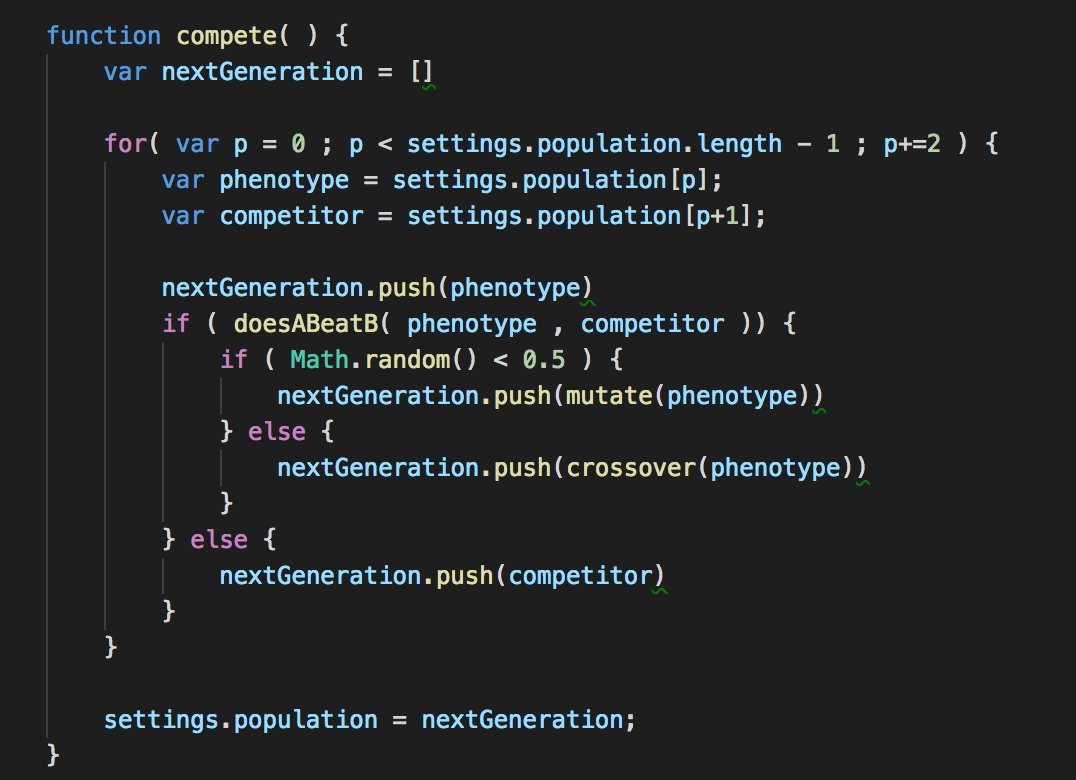 function compete( ) {
    var nextGeneration = []

    for( var p = 0 ; p < settings.population.length - 1 ; p+=2 ) {
        var phenotype = settings.population[p];
        var competitor = settings.population[p+1];

        nextGeneration.push(phenotype)
        if ( doesABeatB( phenotype , competitor )) {
            if ( Math.random() < 0.5 ) {
                nextGeneration.push(mutate(phenotype))
            } else {
                nextGeneration.push(crossover(phenotype))
            }
        } else {
            nextGeneration.push(competitor)
        }
    }

    settings.population = nextGeneration;
}